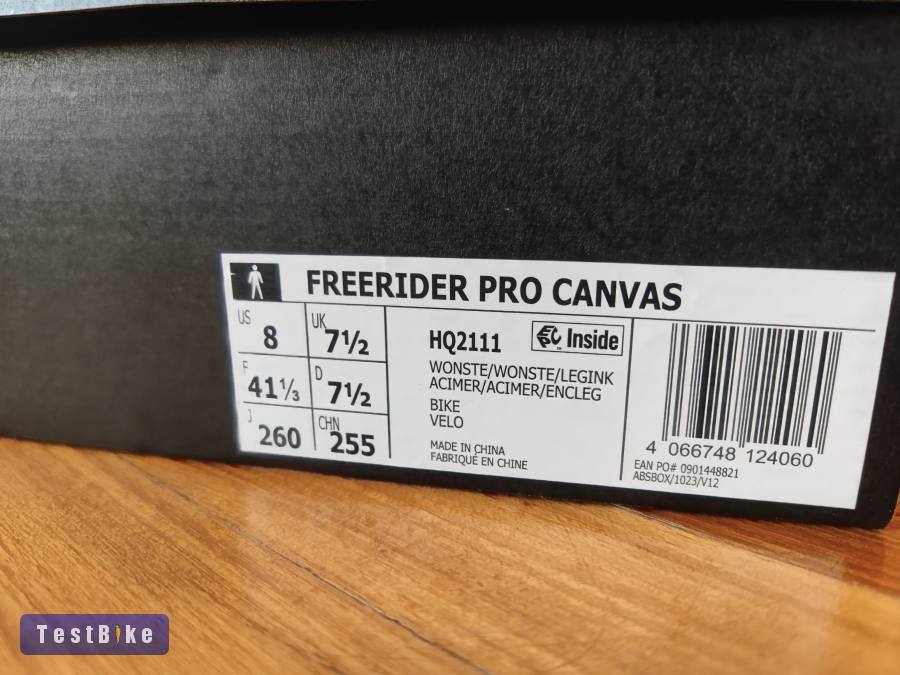 FREERIDER PRO CANVAS
US 8
UK 7½
F 41⅓
D 7½
J 260
CHN 255
HQ2111
Inside
WONSTE/WONSTE/LEGINK
ACIMER/ACIMER/ENCLEG
BIKE
VELO
MADE IN CHINA
FABRIQUÉ EN CHINE
4 066748 124060
EAN PO# 0901448821
ABSBOX/1023/V12
TestBike